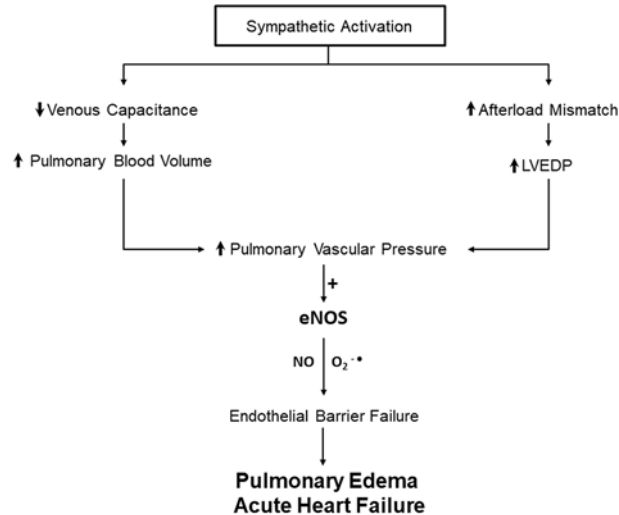 Sympathetic Activation
↓Venous Capacitance
↑Afterload Mismatch
↑ Pulmonary Blood Volume
↑LVEDP
↑ Pulmonary Vascular Pressure
+
eNOS
NO O₂⁻•
Endothelial Barrier Failure
Pulmonary Edema
Acute Heart Failure